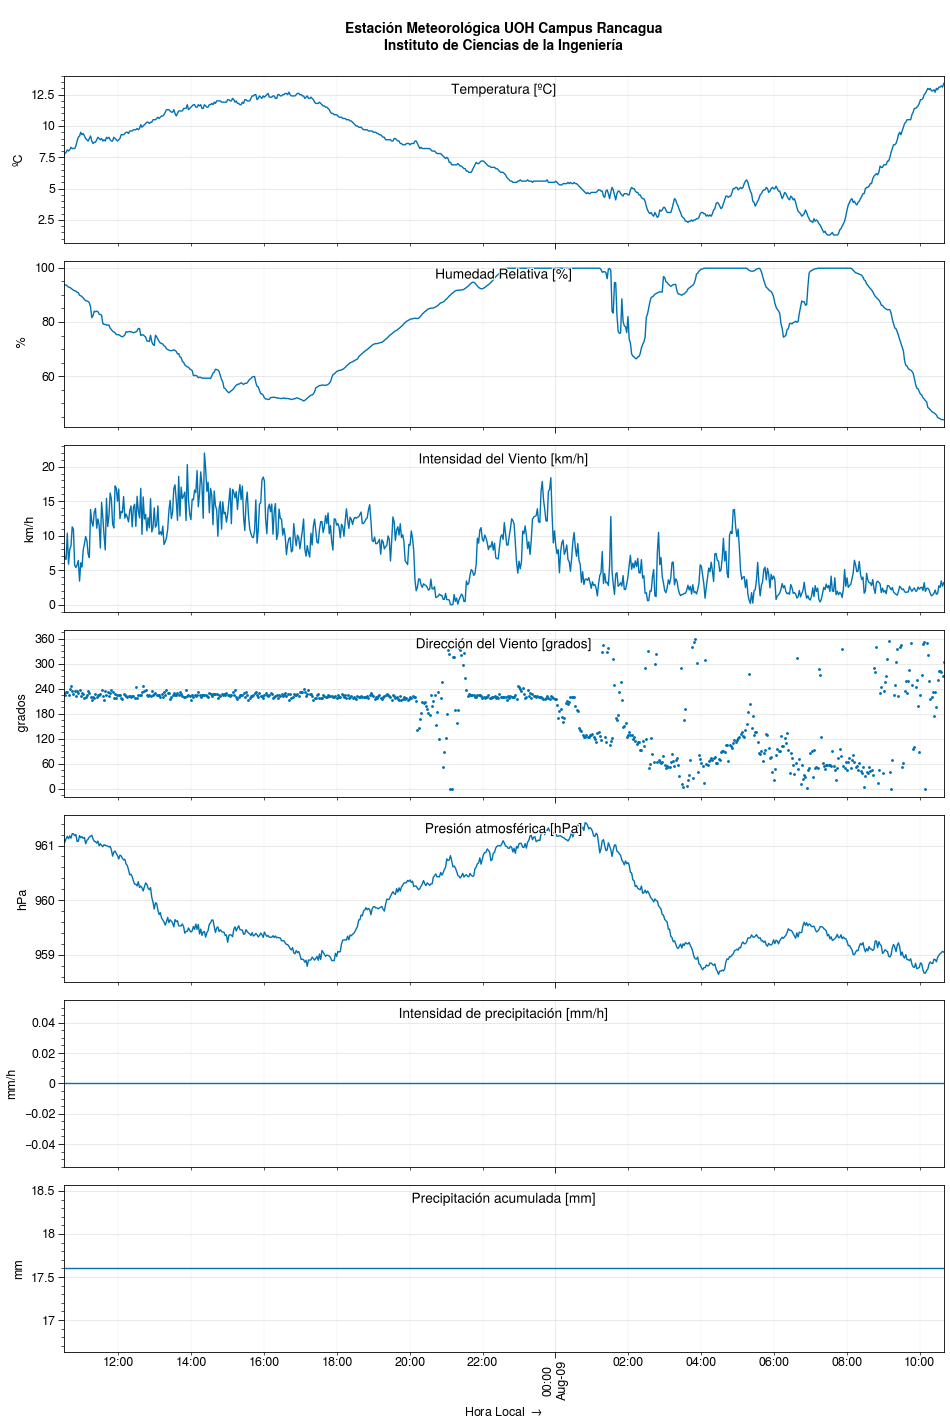 Estación Meteorológica UOH Campus Rancagua
Instituto de Ciencias de la Ingeniería
Temperatura [ºC]
12.5
10
7.5
5
2.5
ºC
Humedad Relativa [%]
100
80
60
%
Intensidad del Viento [km/h]
20
15
10
5
0
km/h
Dirección del Viento [grados]
360
300
240
180
120
60
0
grados
Presión atmosférica [hPa]
961
960
959
hPa
Intensidad de precipitación [mm/h]
0.04
0.02
0
−0.02
−0.04
mm/h
Precipitación acumulada [mm]
18.5
18
17.5
17
mm
12:00
14:00
16:00
18:00
20:00
22:00
00:00
Aug-09
02:00
04:00
06:00
08:00
10:00
Hora Local →